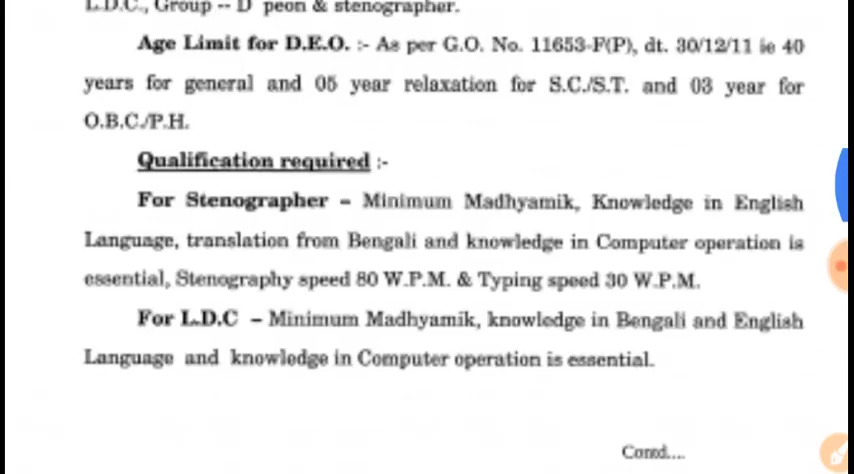 L.D.C., Group -- D peon & stenographer.
Age Limit for D.E.O. :- As per G.O. No. 11653-F(P), dt. 30/12/11 ie 40
years for general and 05 year relaxation for S.C./S.T. and 03 year for
O.B.C./P.H.
Qualification required :-
For Stenographer – Minimum Madhyamik, Knowledge in English
Language, translation from Bengali and knowledge in Computer operation is
essential, Stenography speed 80 W.P.M. & Typing speed 30 W.P.M.
For L.D.C – Minimum Madhyamik, knowledge in Bengali and English
Language and knowledge in Computer operation is essential.
Contd....